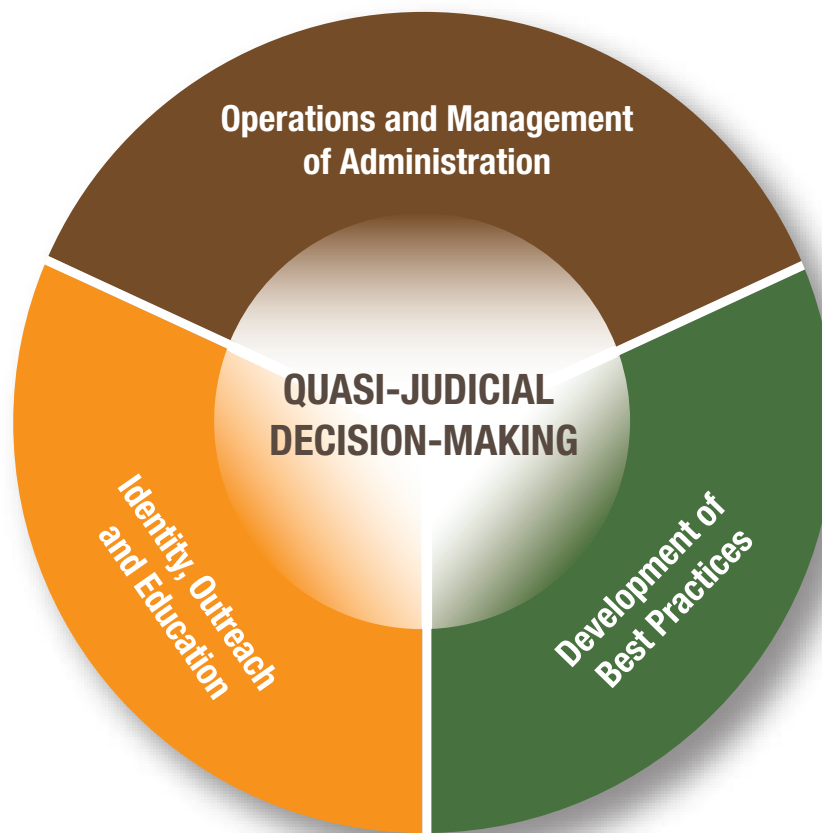 Operations and Management
of Administration
QUASI-JUDICIAL
DECISION-MAKING
Identity, Outreach
and Education
Development of
Best Practices